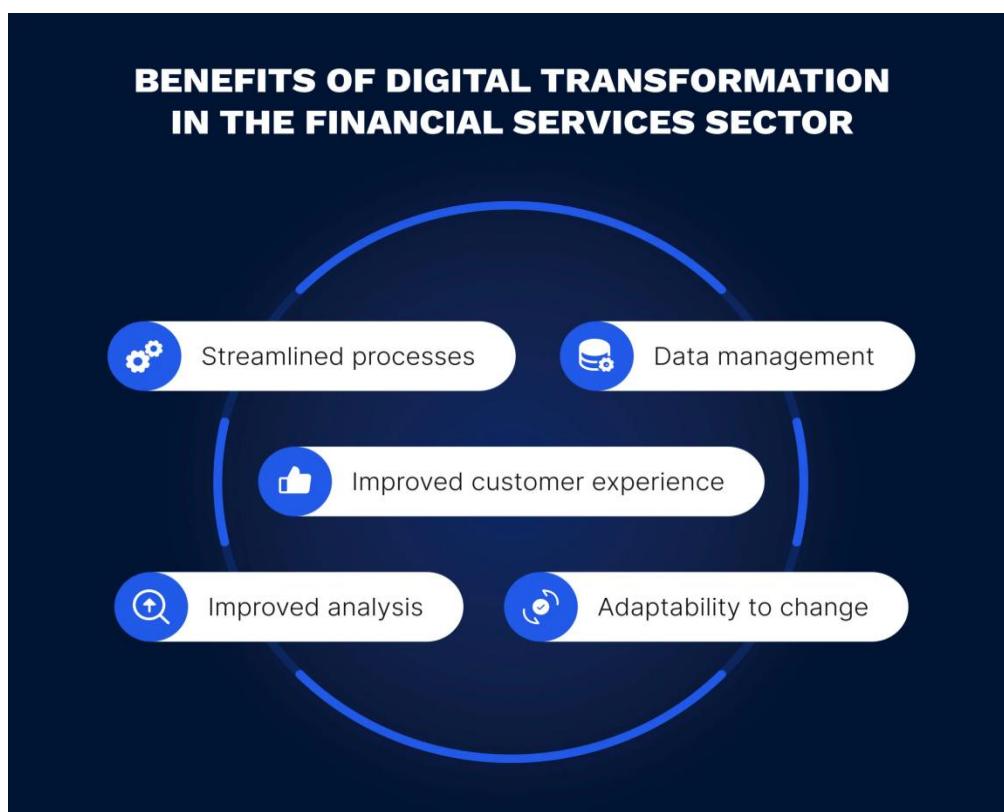 BENEFITS OF DIGITAL TRANSFORMATION
IN THE FINANCIAL SERVICES SECTOR
Streamlined processes
Data management
Improved customer experience
Improved analysis
Adaptability to change